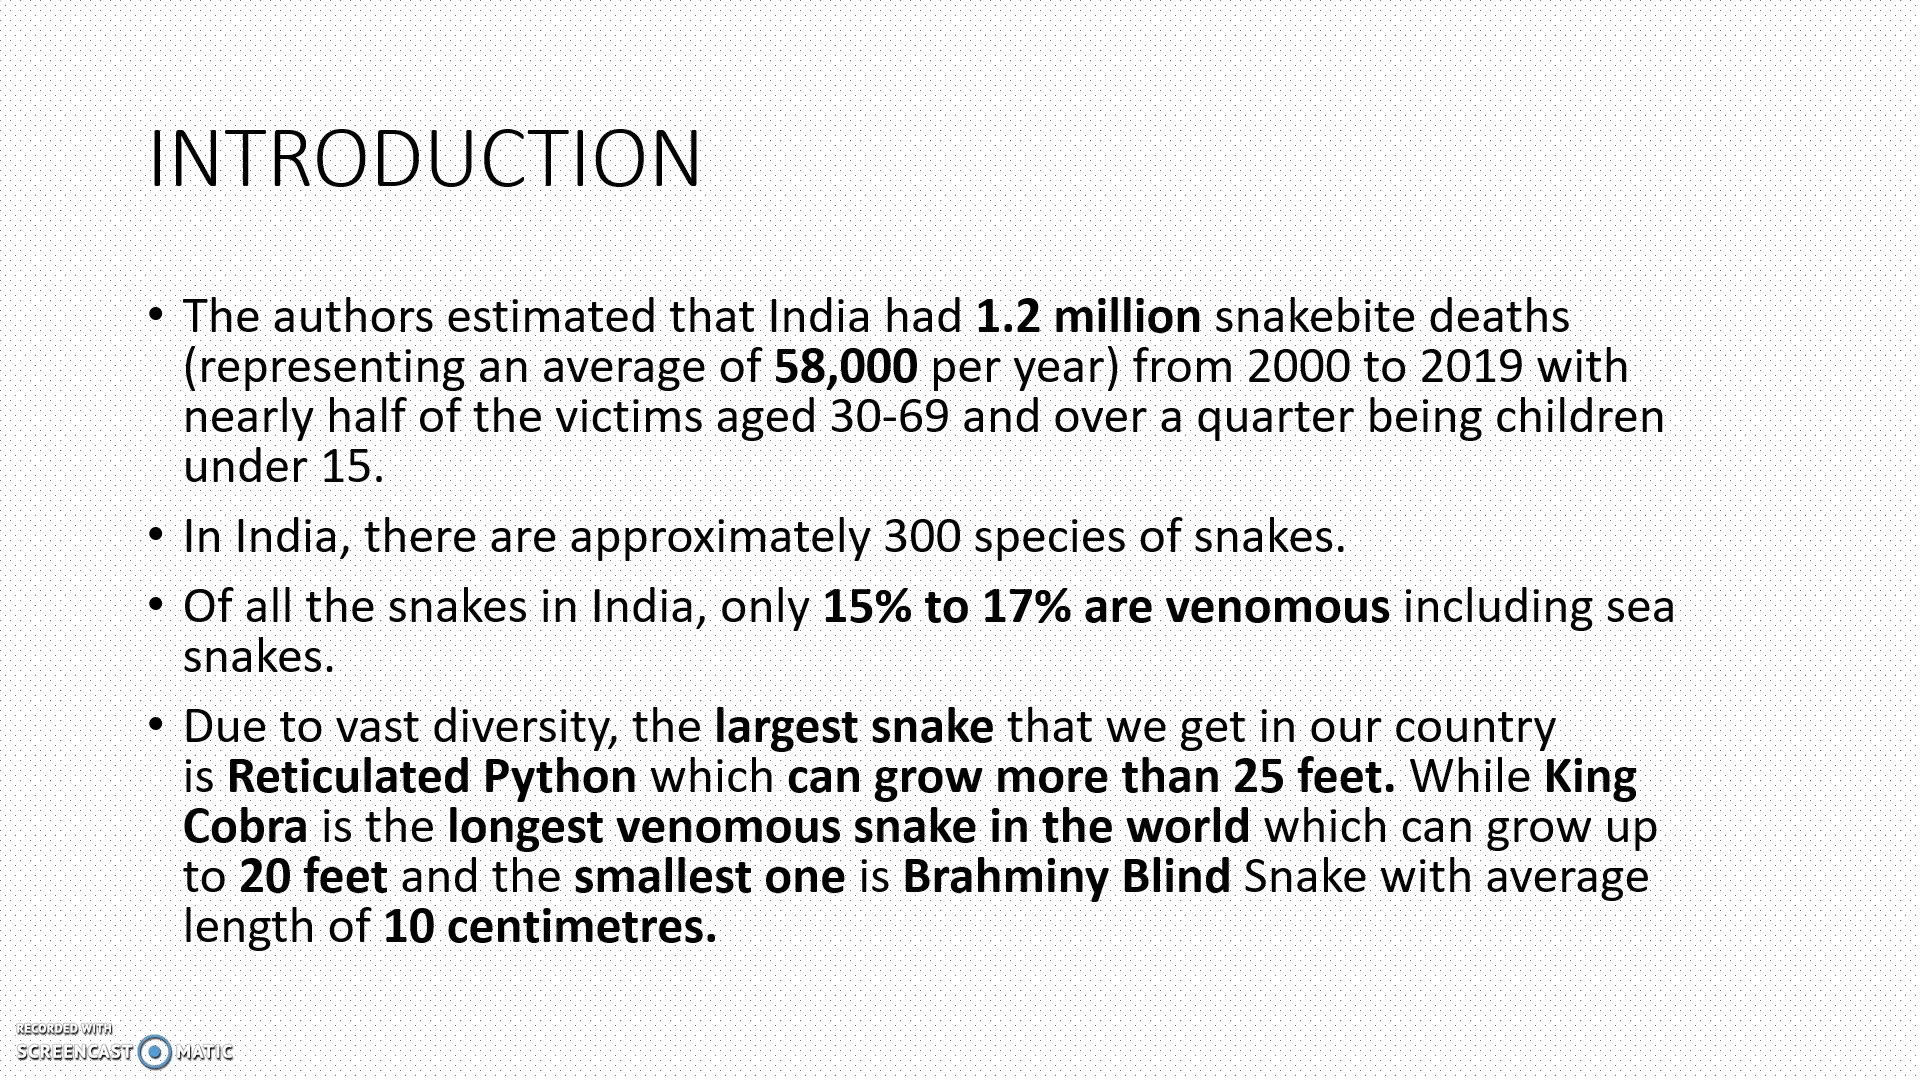 INTRODUCTION
• The authors estimated that India had 1.2 million snakebite deaths
(representing an average of 58,000 per year) from 2000 to 2019 with
nearly half of the victims aged 30-69 and over a quarter being children
under 15.
• In India, there are approximately 300 species of snakes.
• Of all the snakes in India, only 15% to 17% are venomous including sea
snakes.
• Due to vast diversity, the largest snake that we get in our country
is Reticulated Python which can grow more than 25 feet. While King
Cobra is the longest venomous snake in the world which can grow up
to 20 feet and the smallest one is Brahminy Blind Snake with average
length of 10 centimetres.
RECORDED WITH
SCREENCAST MATIC